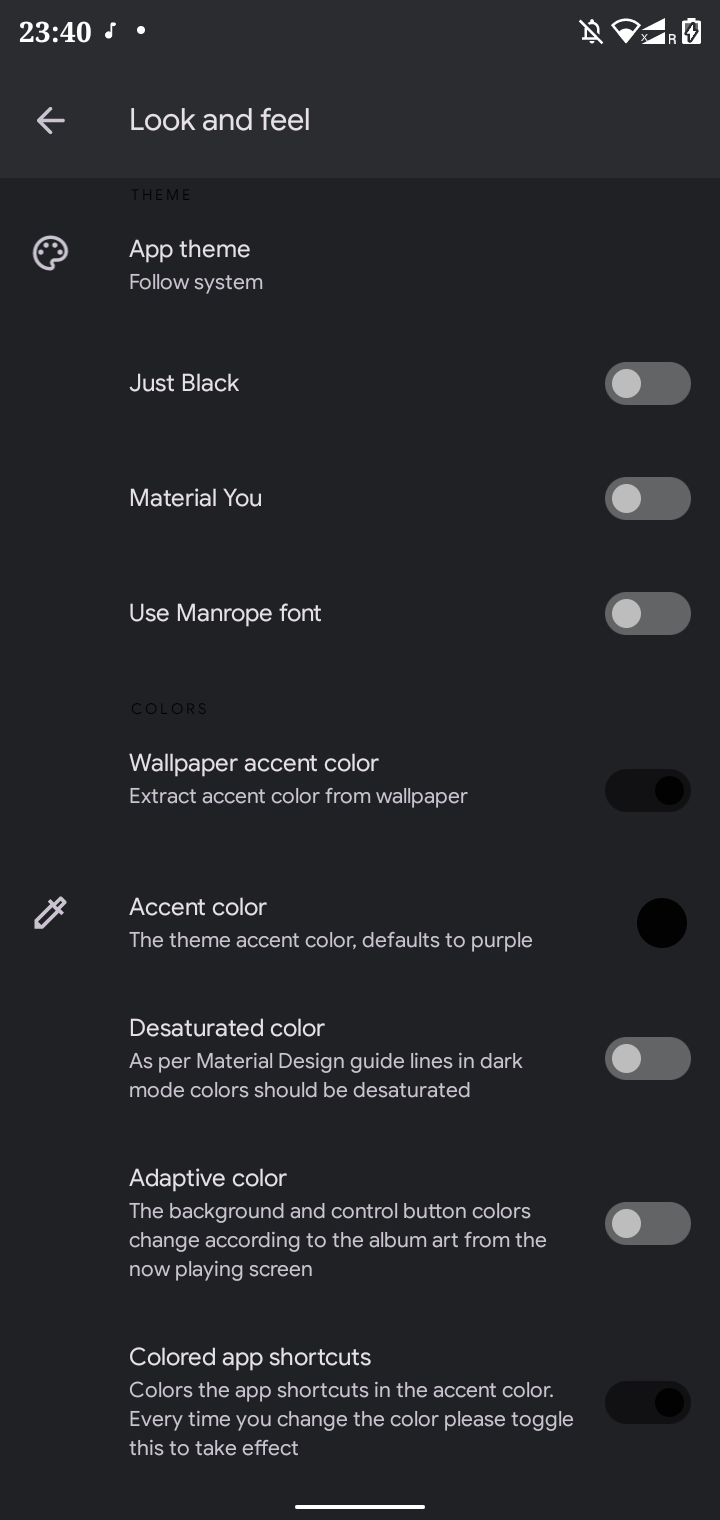 23:40
x R
Look and feel
THEME
App theme
Follow system
Just Black
Material You
Use Manrope font
COLORS
Wallpaper accent color
Extract accent color from wallpaper
Accent color
The theme accent color, defaults to purple
Desaturated color
As per Material Design guide lines in dark
mode colors should be desaturated
Adaptive color
The background and control button colors
change according to the album art from the
now playing screen
Colored app shortcuts
Colors the app shortcuts in the accent color.
Every time you change the color please toggle
this to take effect